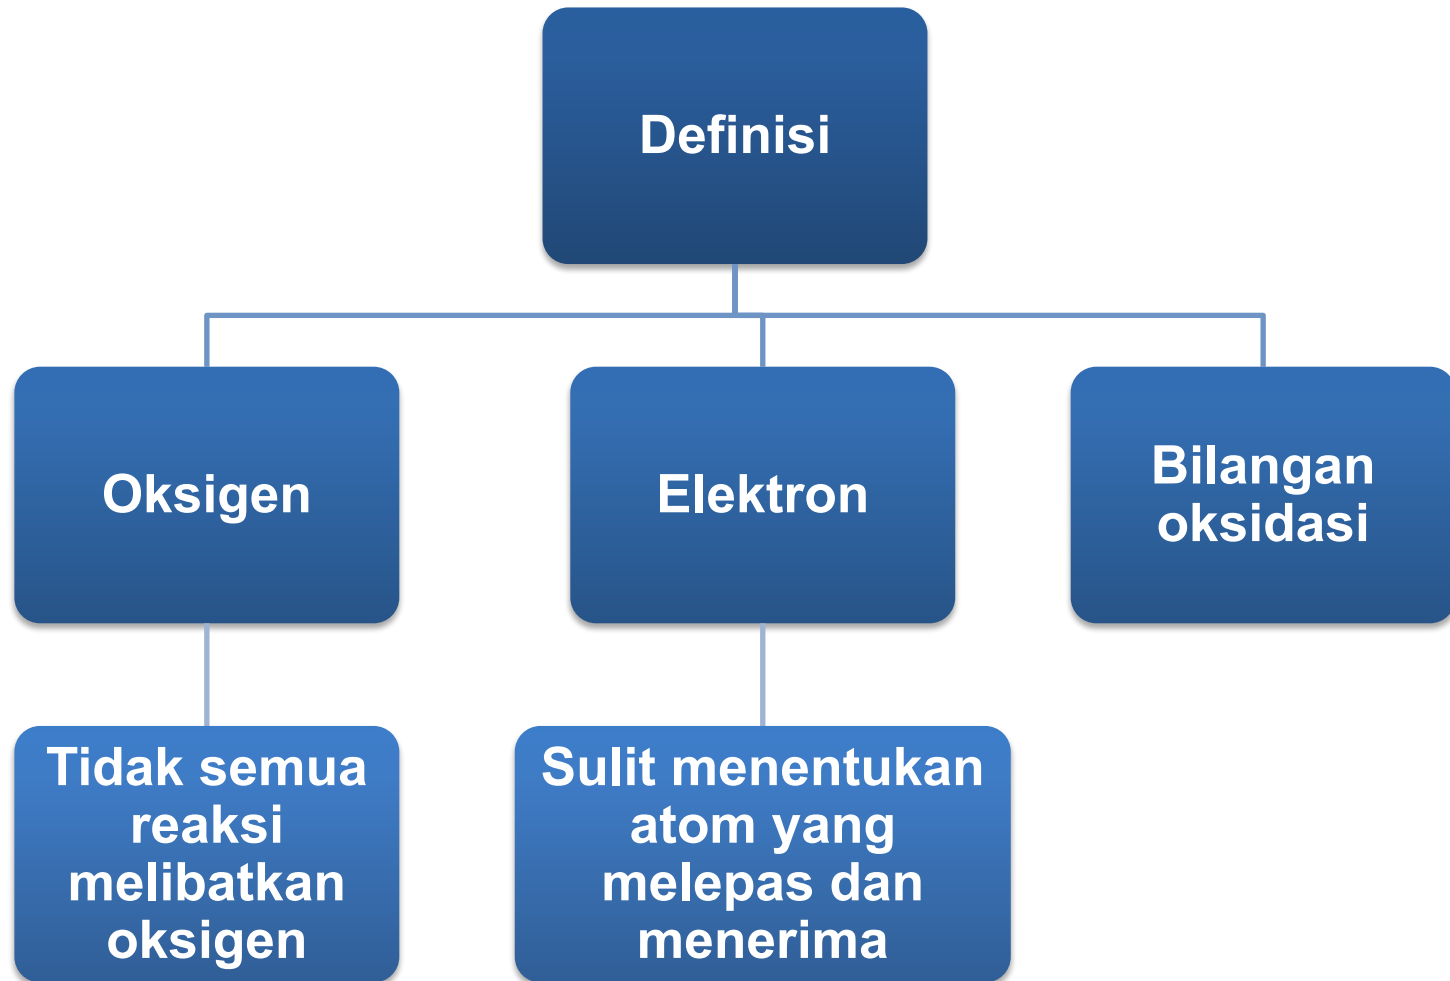 Definisi
Oksigen
Elektron
Bilangan
oksidasi
Tidak semua
reaksi
melibatkan
oksigen
Sulit menentukan
atom yang
melepas dan
menerima